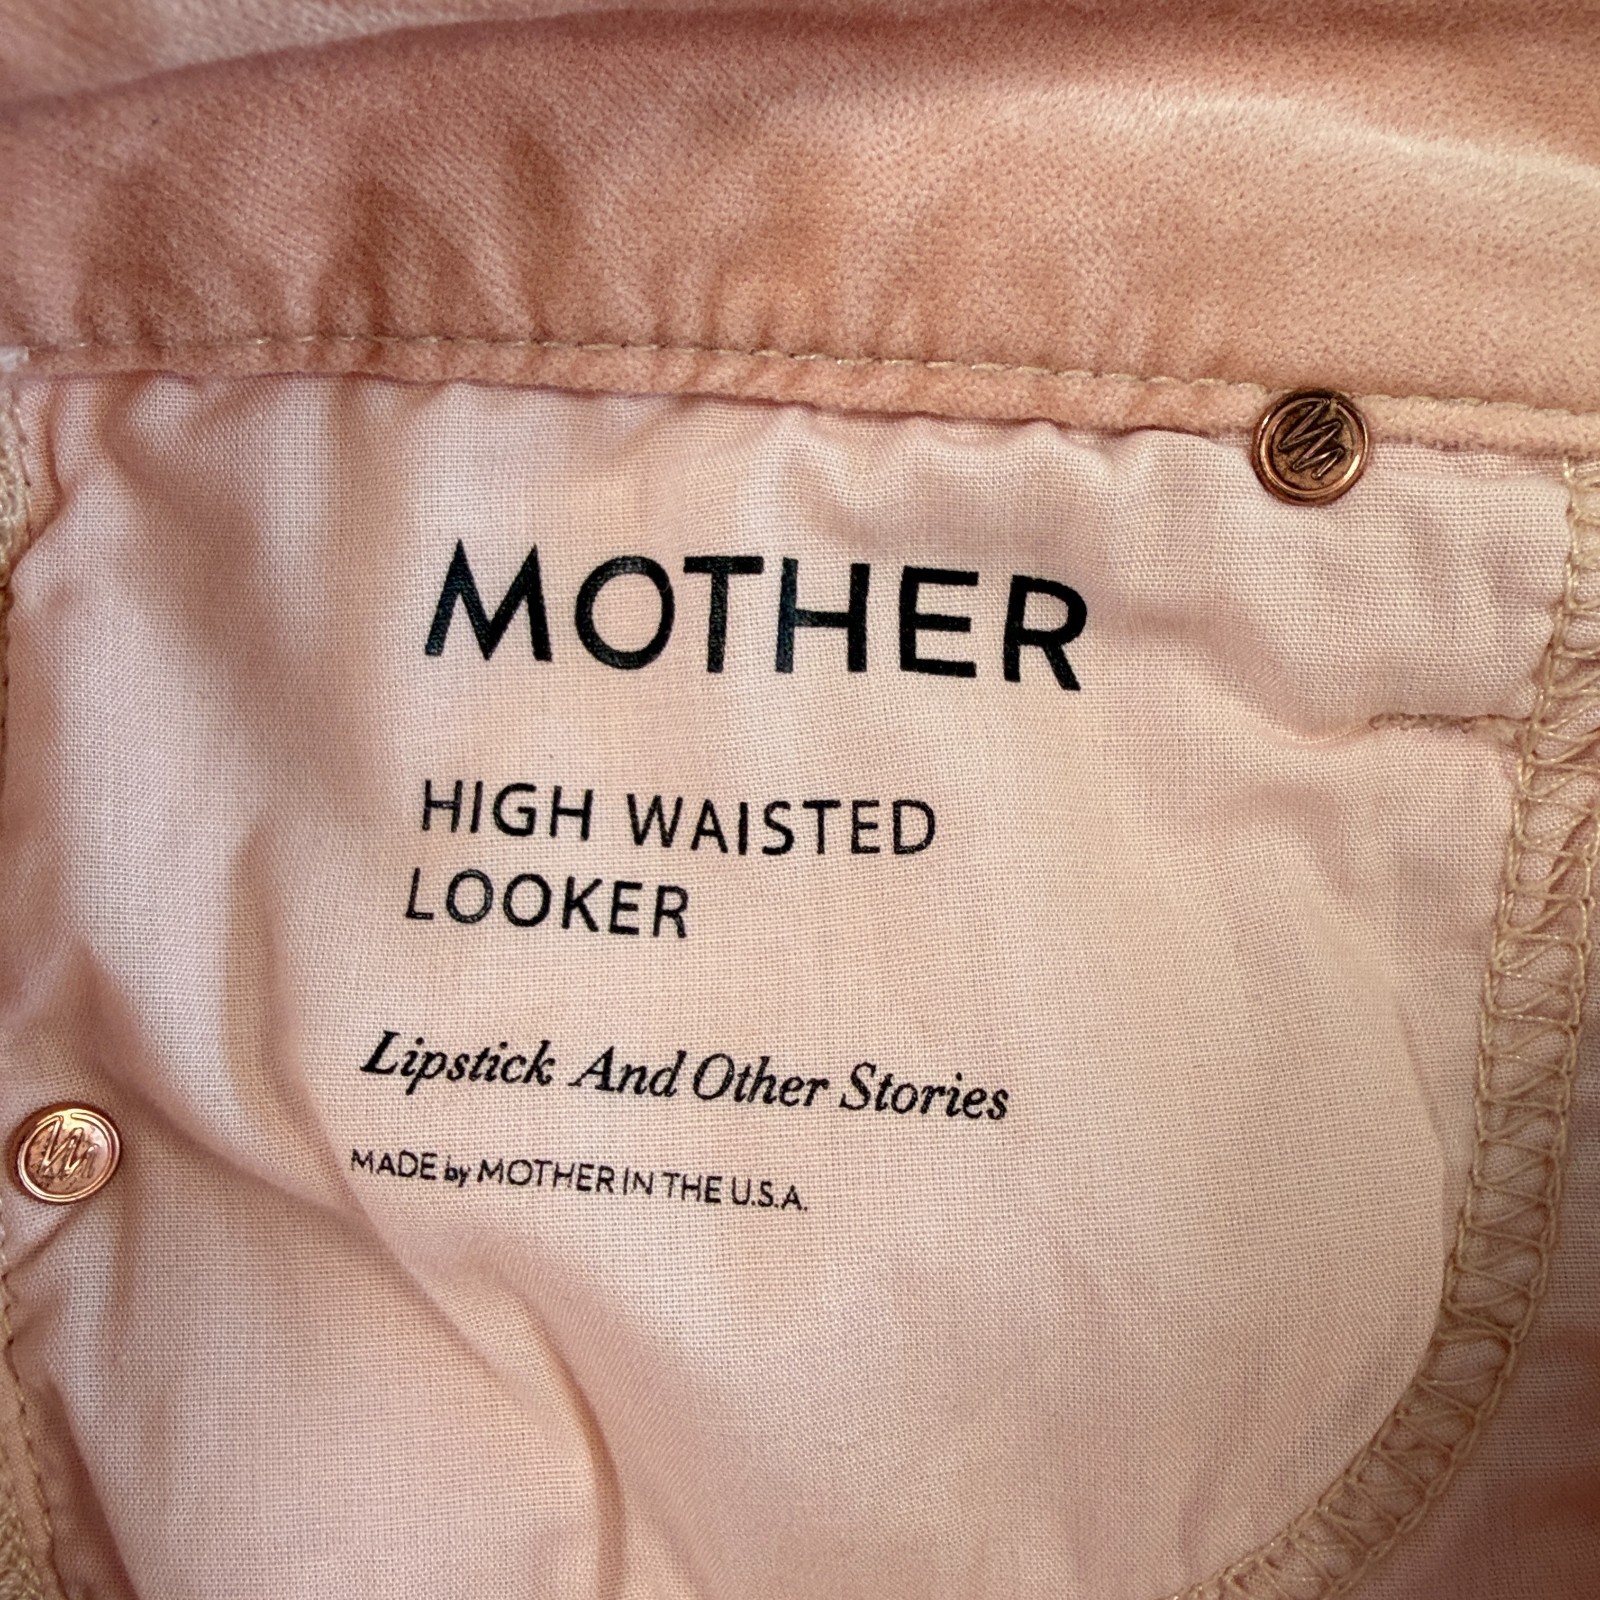 MOTHER
HIGH WAISTED
LOOKER
Lipstick And Other Stories
MADE by MOTHER IN THE U.S.A.